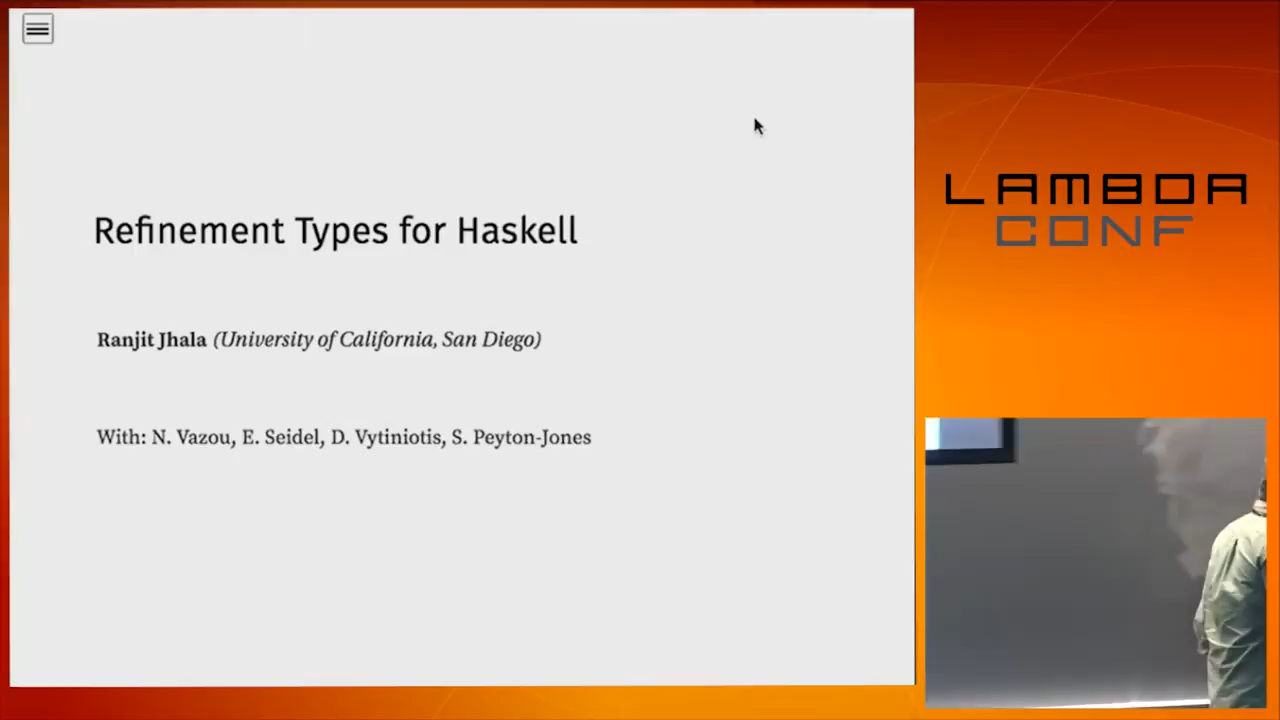 Refinement Types for Haskell
Ranjit Jhala (University of California, San Diego)
With: N. Vazou, E. Seidel, D. Vytiniotis, S. Peyton-Jones
LAMBDA
CONF